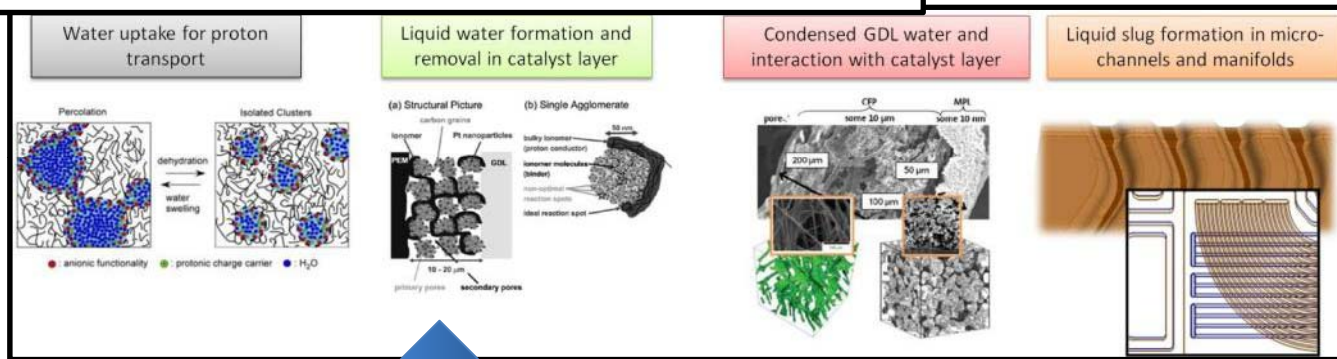 Water uptake for proton
transport
Liquid water formation and
removal in catalyst layer
Condensed GDL water and
interaction with catalyst layer
Liquid slug formation in micro-
channels and manifolds
Percolation
Isolated Clusters
dehydration
water
swelling
: anionic functionality
: protonic charge carrier
: H₂O
(a) Structural Picture
carbon grains
Ionomer
Pt nanoparticles
PEM
GDL
10 - 20 μm
primary pores
secondary pores
(b) Single Agglomerate
50 nm
bulky ionomer
(proton conductor)
ionomer molecules
(binder)
non-optimal
reaction spots
ideal reaction spot
CFP
MPL
pore
some 10 μm
some 10 nm
200 μm
50 μm
100 μm